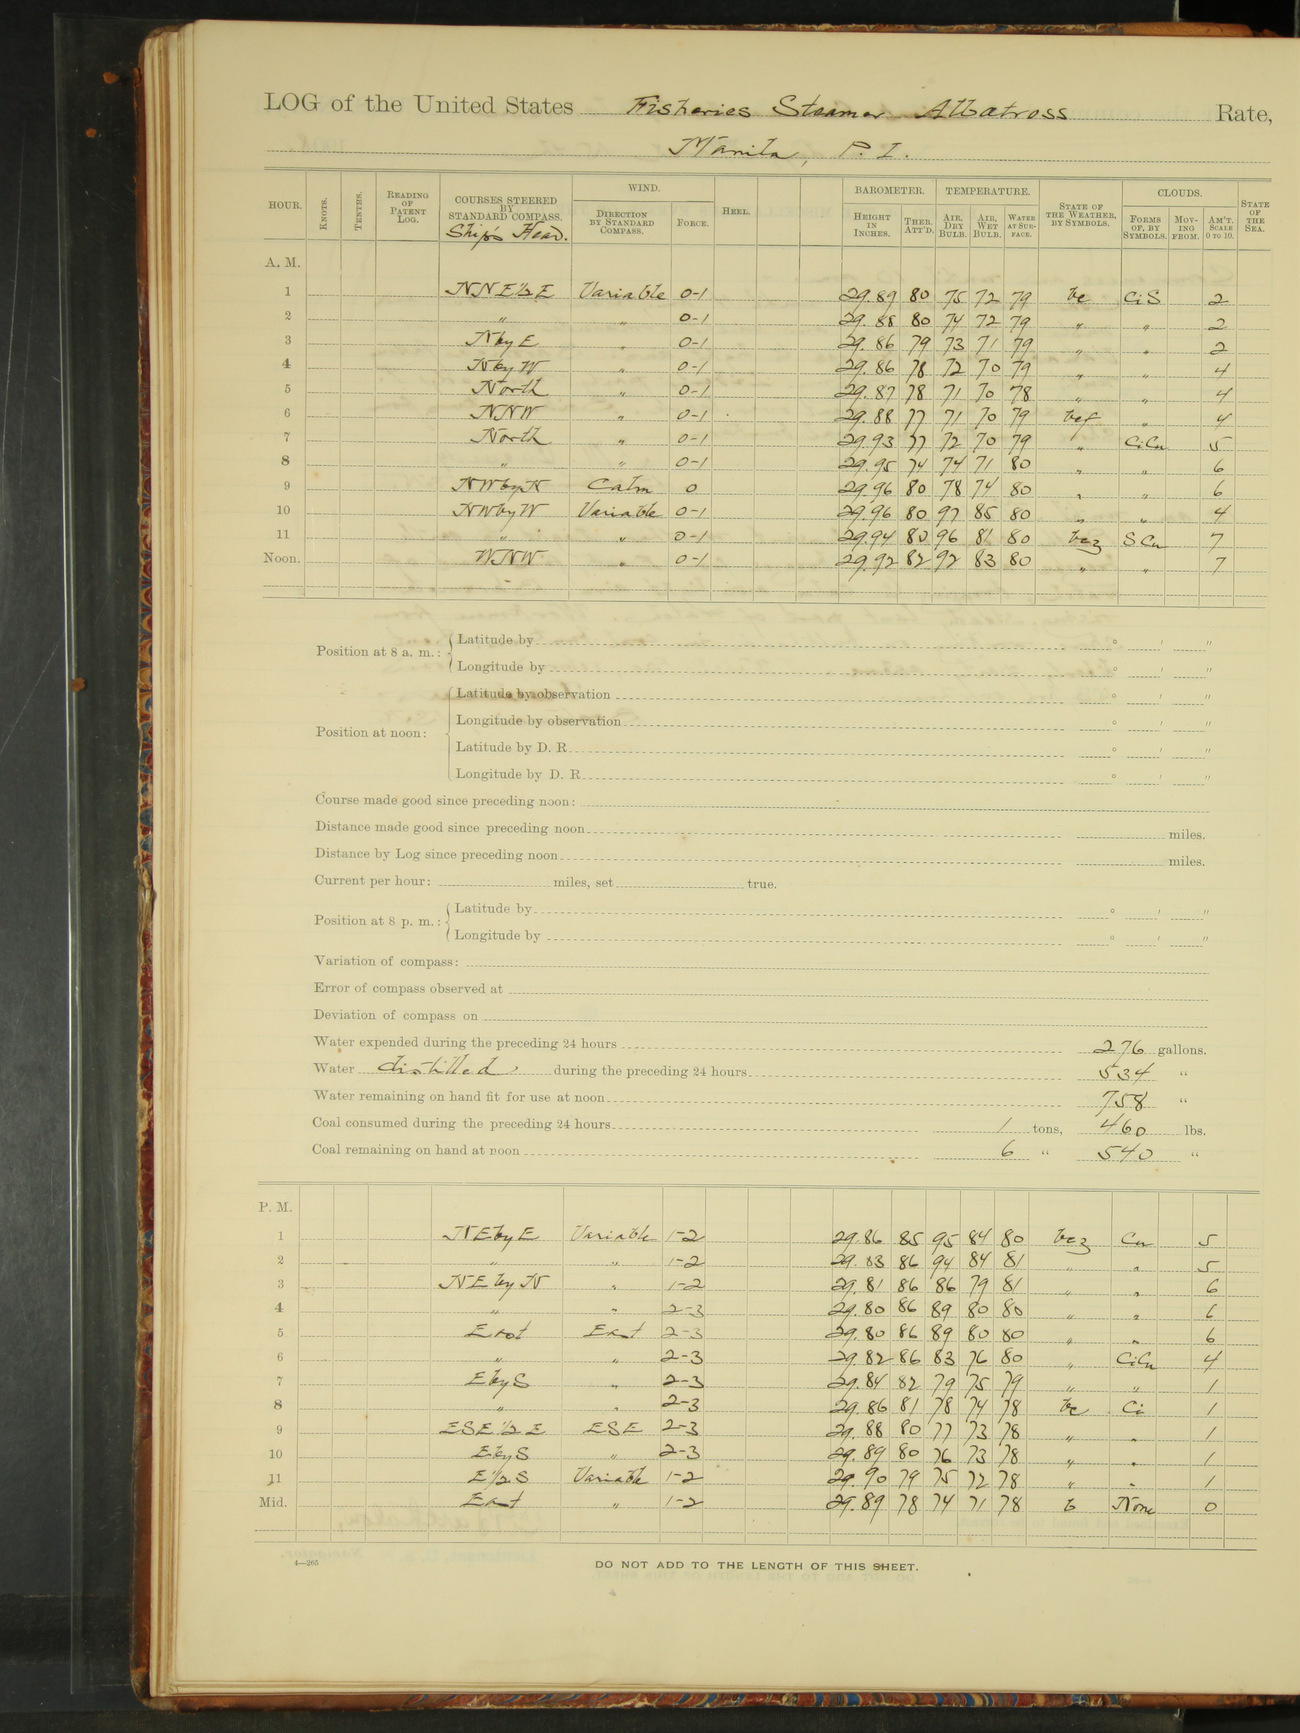 LOG of the United States Fisheries Steamer Albatross Rate,
Manila, P. I.
HOUR. KNOTS. TENTHS. READING OF PATENT LOG. COURSES STEERED BY STANDARD COMPASS. Ship's Head. WIND. DIRECTION BY STANDARD COMPASS. FORCE. HEEL. BAROMETER. HEIGHT IN INCHES. THER. ATT'D. TEMPERATURE. AIR, DRY BULB. AIR, WET BULB. WATER AT SURFACE. STATE OF THE WEATHER, BY SYMBOLS. CLOUDS. FORMS OF, BY SYMBOLS. MOVING FROM. AM'T. SCALE 0 TO 10. STATE OF THE SEA.
A. M.
1 NNE½E Variable 0-1 29.89 80 75 72 79 bc CiS 2
2 " " 0-1 29.88 80 74 72 79 " " 2
3 NbyE " 0-1 29.86 79 73 71 79 " " 2
4 NbyW " 0-1 29.86 78 72 70 79 " " 4
5 North " 0-1 29.87 78 71 70 78 " " 4
6 NNW " 0-1 29.88 77 71 70 79 bcf " 4
7 North " 0-1 29.93 77 72 70 79 " CiCu 5
8 " " 0-1 29.95 74 74 71 80 " " 6
9 NWbyN Calm 0 29.96 80 78 74 80 " " 6
10 NWbyW Variable 0-1 29.96 80 97 85 80 " " 4
11 " " 0-1 29.94 80 96 81 80 bcz SCu 7
Noon. WNW " 0-1 29.92 82 92 83 80 " " 7
Position at 8 a. m.: Latitude by ° ' "
Longitude by ° ' "
Position at noon: Latitude by observation ° ' "
Longitude by observation ° ' "
Latitude by D. R. ° ' "
Longitude by D. R. ° ' "
Course made good since preceding noon:
Distance made good since preceding noon miles.
Distance by Log since preceding noon miles.
Current per hour: miles, set true.
Position at 8 p. m.: Latitude by ° ' "
Longitude by ° ' "
Variation of compass:
Error of compass observed at
Deviation of compass on
Water expended during the preceding 24 hours 276 gallons.
Water distilled during the preceding 24 hours 534 "
Water remaining on hand fit for use at noon 758 "
Coal consumed during the preceding 24 hours 1 tons, 460 lbs.
Coal remaining on hand at noon 6 " 540 "
P. M.
1 NEbyE Variable 1-2 29.86 85 95 84 80 bcz Cu 5
2 " " 1-2 29.83 86 94 84 81 " " 5
3 NEbyN " 1-2 29.81 86 86 79 81 " " 6
4 " " 2-3 29.80 86 89 80 80 " " 6
5 East East 2-3 29.80 86 89 80 80 " " 6
6 " " 2-3 29.82 86 83 76 80 " CiCu 4
7 EbyS " 2-3 29.84 82 79 75 79 " " 1
8 " " 2-3 29.86 81 78 74 78 bc Ci 1
9 ESE½E ESE 2-3 29.88 80 77 73 78 " " 1
10 EbyS " 2-3 29.89 80 76 73 78 " " 1
11 E½S Variable 1-2 29.90 79 75 72 78 " " 1
Mid. East " 1-2 29.89 78 74 71 78 b None 0
4—265
DO NOT ADD TO THE LENGTH OF THIS SHEET.